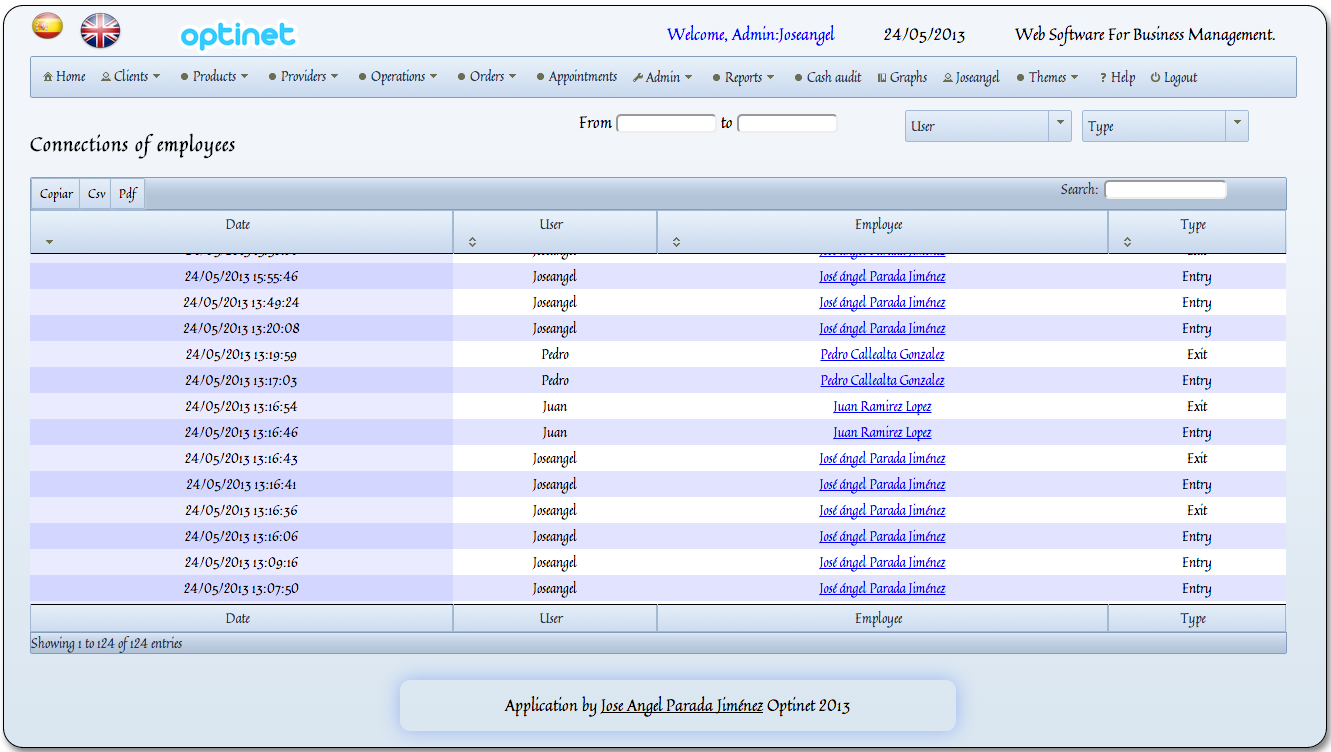 optinet
Welcome, Admin:Joseangel 24/05/2013 Web Software For Business Management.
Home Clients Products Providers Operations Orders Appointments Admin Reports Cash audit Graphs Joseangel Themes ? Help Logout
From to User Type
Connections of employees
Copiar Csv Pdf Search:
Date User Employee Type
24/05/2013 15:55:46 Joseangel José ángel Parada Jiménez Entry
24/05/2013 13:49:24 Joseangel José ángel Parada Jiménez Entry
24/05/2013 13:20:08 Joseangel José ángel Parada Jiménez Entry
24/05/2013 13:19:59 Pedro Pedro Callealta Gonzalez Exit
24/05/2013 13:17:03 Pedro Pedro Callealta Gonzalez Entry
24/05/2013 13:16:54 Juan Juan Ramirez Lopez Exit
24/05/2013 13:16:46 Juan Juan Ramirez Lopez Entry
24/05/2013 13:16:43 Joseangel José ángel Parada Jiménez Exit
24/05/2013 13:16:41 Joseangel José ángel Parada Jiménez Entry
24/05/2013 13:16:36 Joseangel José ángel Parada Jiménez Exit
24/05/2013 13:16:06 Joseangel José ángel Parada Jiménez Entry
24/05/2013 13:09:16 Joseangel José ángel Parada Jiménez Entry
24/05/2013 13:07:50 Joseangel José ángel Parada Jiménez Entry
Date User Employee Type
Showing 1 to 124 of 124 entries
Application by Jose Angel Parada Jiménez Optinet 2013